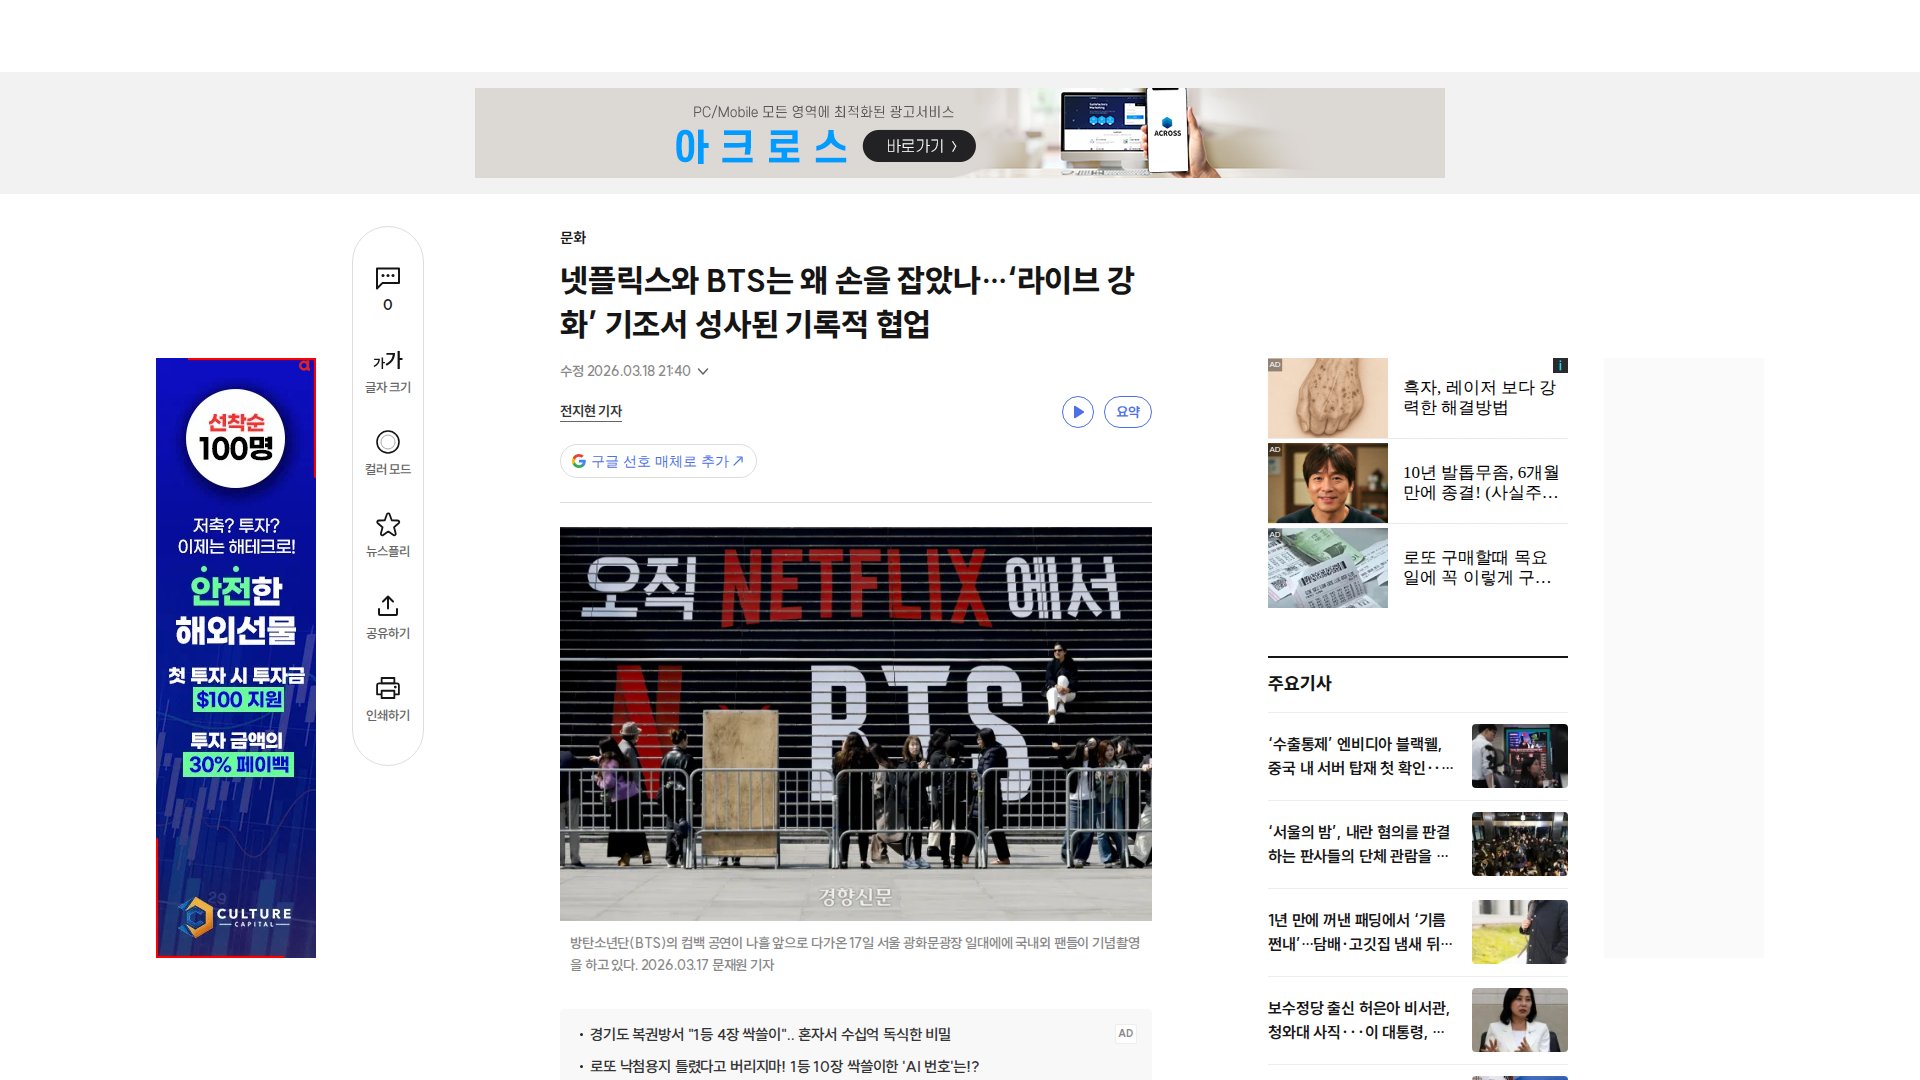 PC/Mobile 모든 영역에 최적화된 광고서비스
아크로스
바로가기 >
ACROSS
문화
넷플릭스와 BTS는 왜 손을 잡았나…‘라이브 강
화’ 기조서 성사된 기록적 협업
수정 2026.03.18 21:40
전지현 기자
요약
구글 선호 매체로 추가
0
가가
글자 크기
컬러 모드
뉴스플리
공유하기
인쇄하기
선착순
100명
저축? 투자?
이제는 해테크로!
안전한
해외선물
첫 투자 시 투자금
$100 지원
투자 금액의
30% 페이백
CULTURE
CAPITAL
오직 NETFLIX에서
N
BTS
경향신문
방탄소년단(BTS)의 컴백 공연이 나흘 앞으로 다가온 17일 서울 광화문광장 일대에에 국내외 팬들이 기념촬영
을 하고 있다. 2026.03.17 문재원 기자
• 경기도 복권방서 "1등 4장 싹쓸이".. 혼자서 수십억 독식한 비밀
AD
• 로또 낙첨용지 틀렸다고 버리지마! 1등 10장 싹쓸이한 'AI 번호'는!?
AD
흑자, 레이저 보다 강
력한 해결방법
AD
10년 발톱무좀, 6개월
만에 종결! (사실주…
AD
로또 구매할때 목요
일에 꼭 이렇게 구…
주요기사
‘수출통제’ 엔비디아 블랙웰,
중국 내 서버 탑재 첫 확인···…
‘서울의 밤’, 내란 혐의를 판결
하는 판사들의 단체 관람을 …
1년 만에 꺼낸 패딩에서 ‘기름
쩐내’…담배·고깃집 냄새 뒤…
보수정당 출신 허은아 비서관,
청와대 사직···이 대통령, …